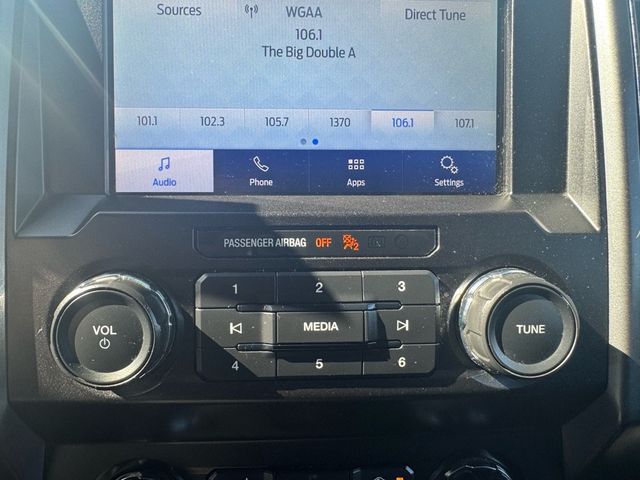 Sources WGAA Direct Tune
106.1
The Big Double A
101.1 102.3 105.7 1370 106.1 107.1
Audio Phone Apps Settings
PASSENGER AIRBAG OFF 2
1 2 3
VOL MEDIA TUNE
4 5 6